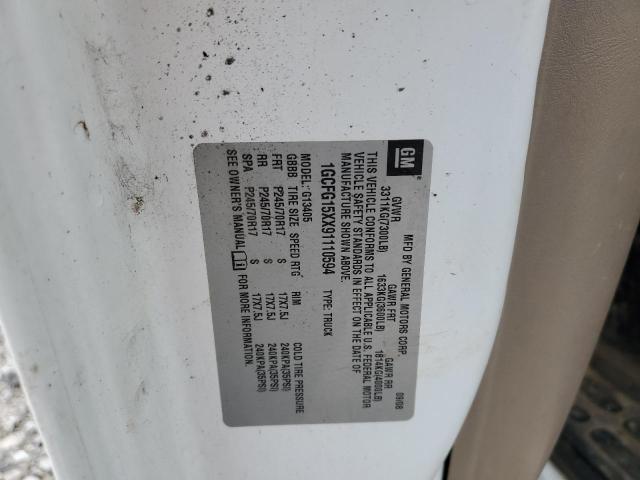 GM
MFD BY GENERAL MOTORS CORP. 09/08
GVWR GAWR FRT GAWR RR
3311KG(7300LB) 1633KG(3600LB) 1814KG(4000LB)
THIS VEHICLE CONFORMS TO ALL APPLICABLE U.S. FEDERAL MOTOR
VEHICLE SAFETY STANDARDS IN EFFECT ON THE DATE OF
MANUFACTURE SHOWN ABOVE.
1GCFG15XX91110594 TYPE: TRUCK
MODEL: G13405
GBBB TIRE SIZE SPEED RTG RIM COLD TIRE PRESSURE
FRT P245/70R17 S 17X7.5J 240KPA(35PSI)
RR P245/70R17 S 17X7.5J 240KPA(35PSI)
SPA P245/70R17 S 17X7.5J 240KPA(35PSI)
SEE OWNER'S MANUAL FOR MORE INFORMATION.